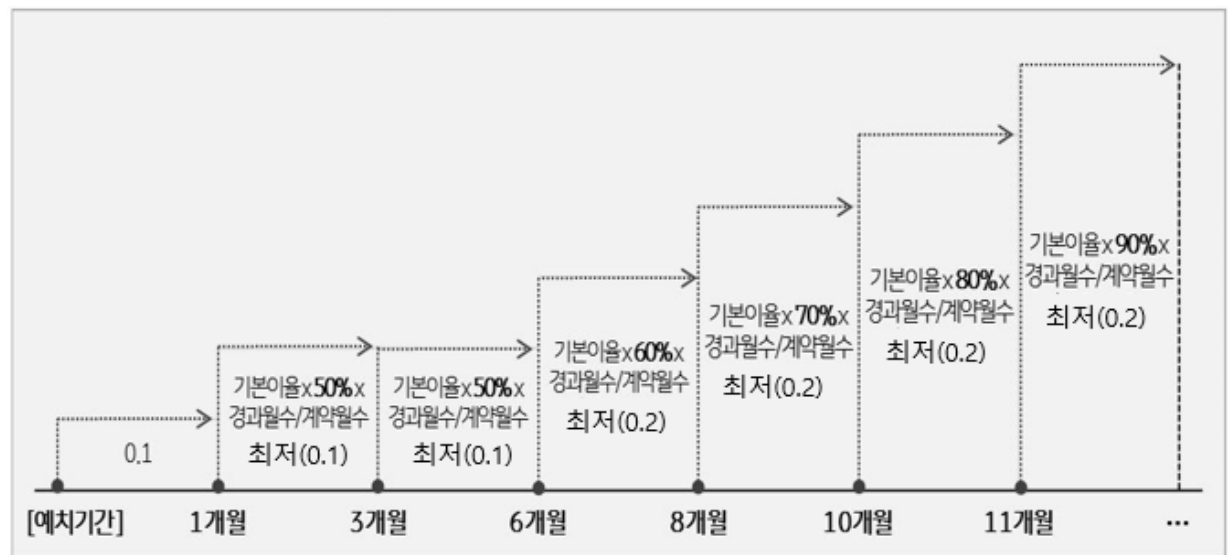 0.1
기본이율x50%x
경과월수/계약월수
최저(0.1)
기본이율x50%x
경과월수/계약월수
최저(0.1)
기본이율x60%x
경과월수/계약월수
최저(0.2)
기본이율x70%x
경과월수/계약월수
최저(0.2)
기본이율x80%x
경과월수/계약월수
최저(0.2)
기본이율x90%x
경과월수/계약월수
최저(0.2)
[예치기간] 1개월 3개월 6개월 8개월 10개월 11개월 ...